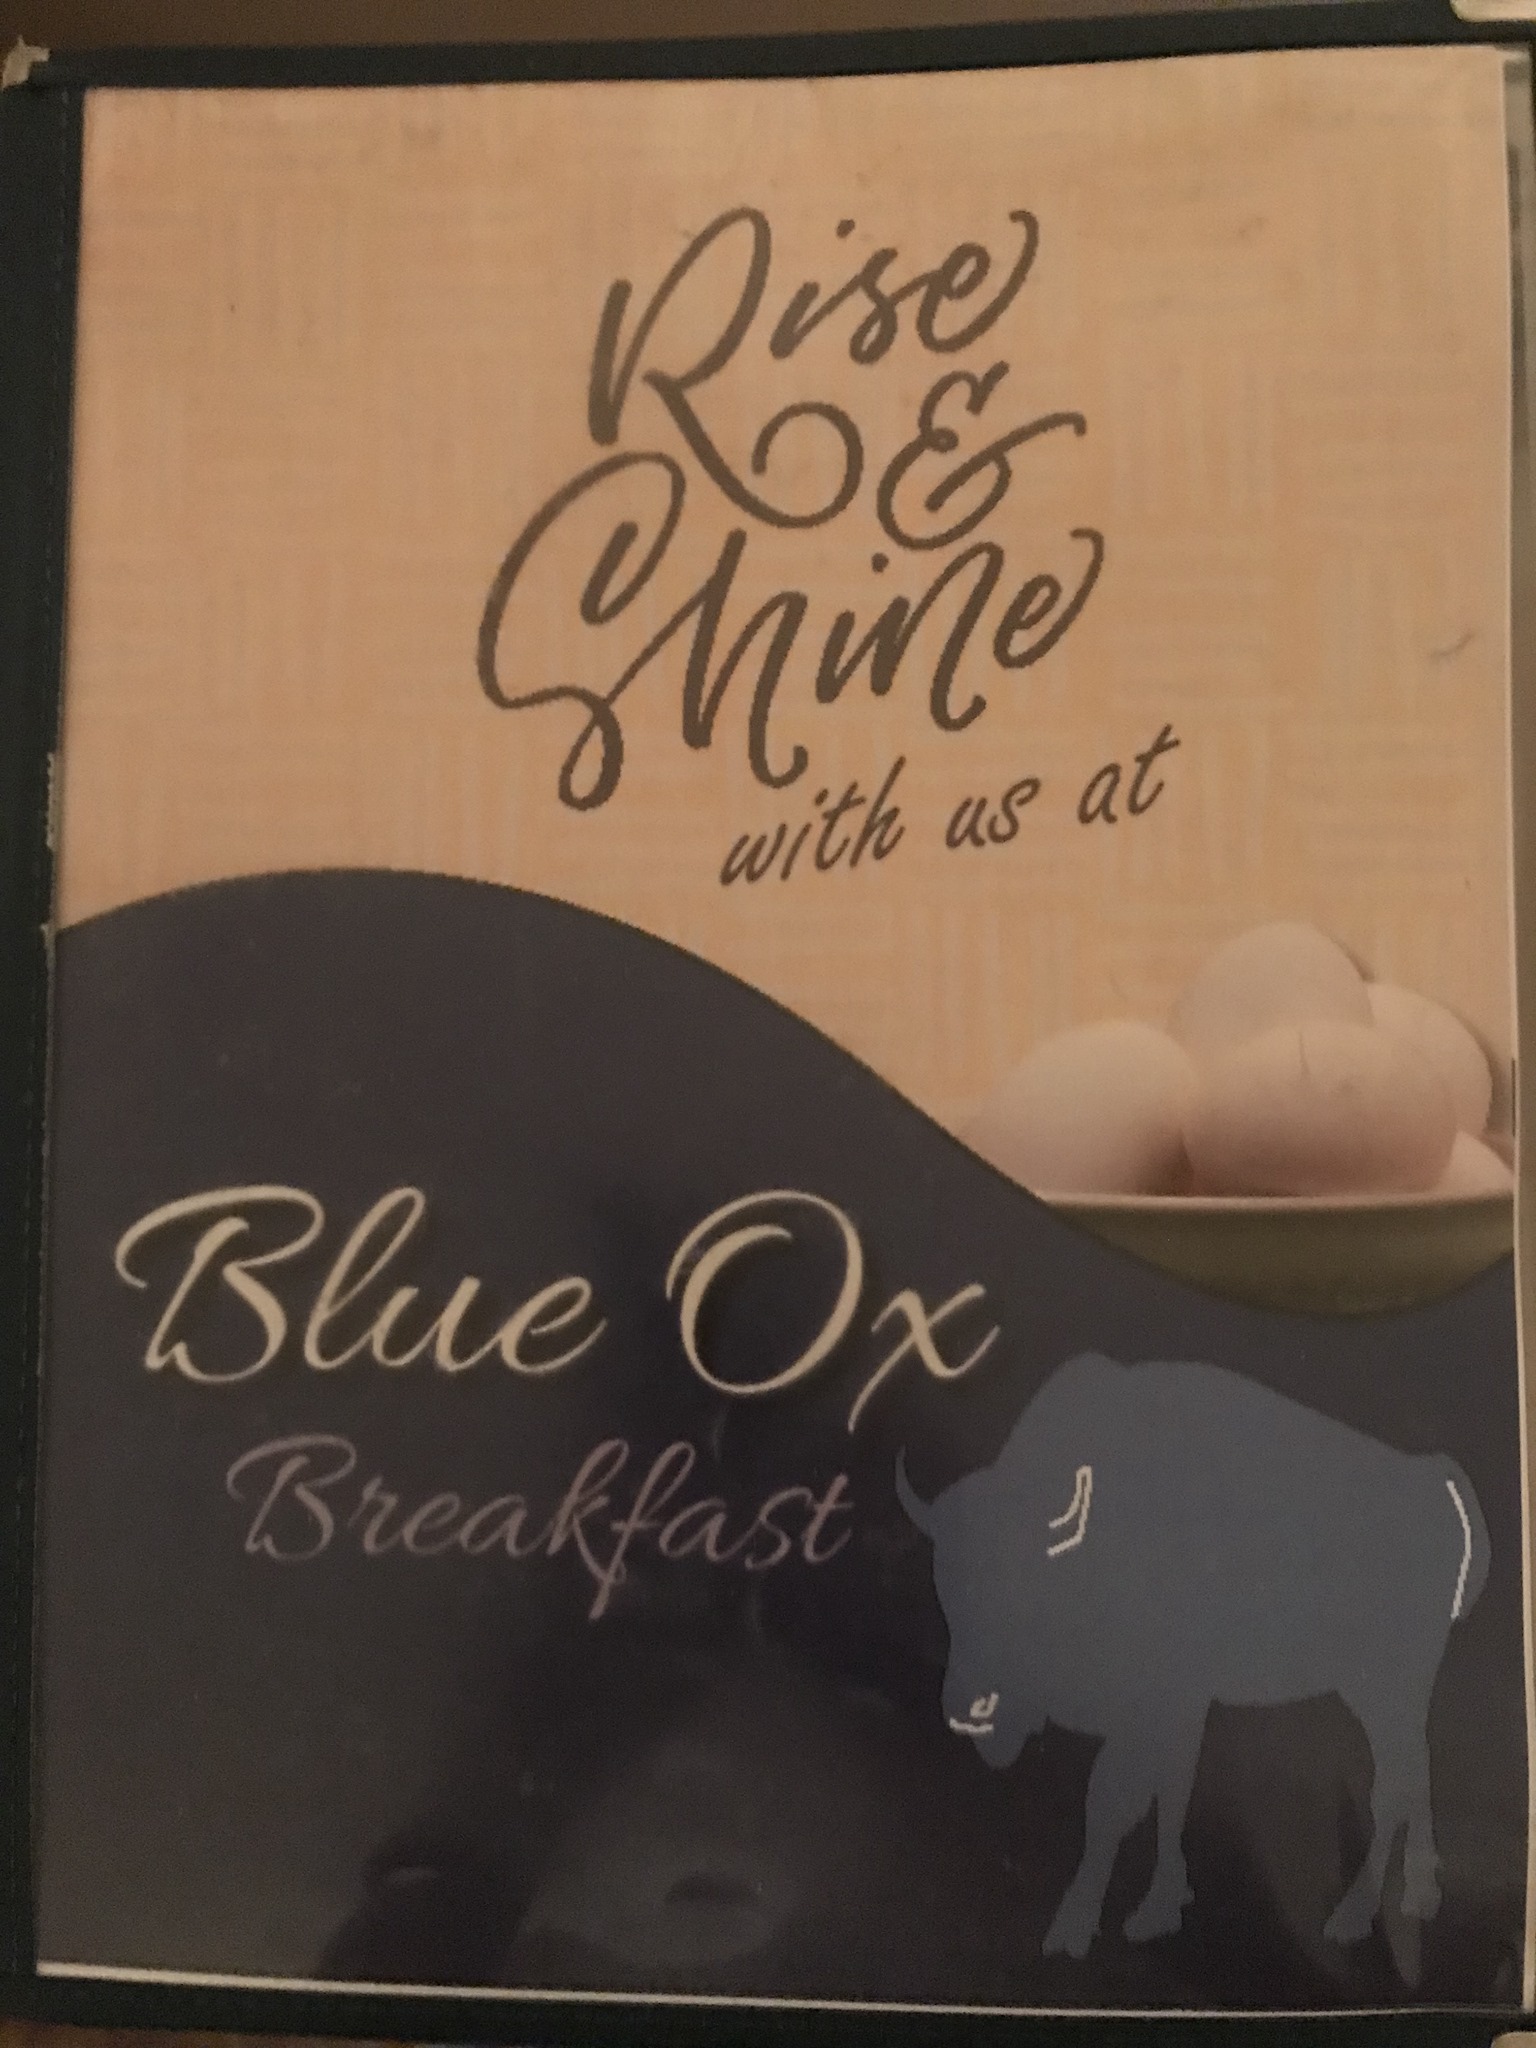 Rise
&
Shine
with us at
Blue Ox
Breakfast